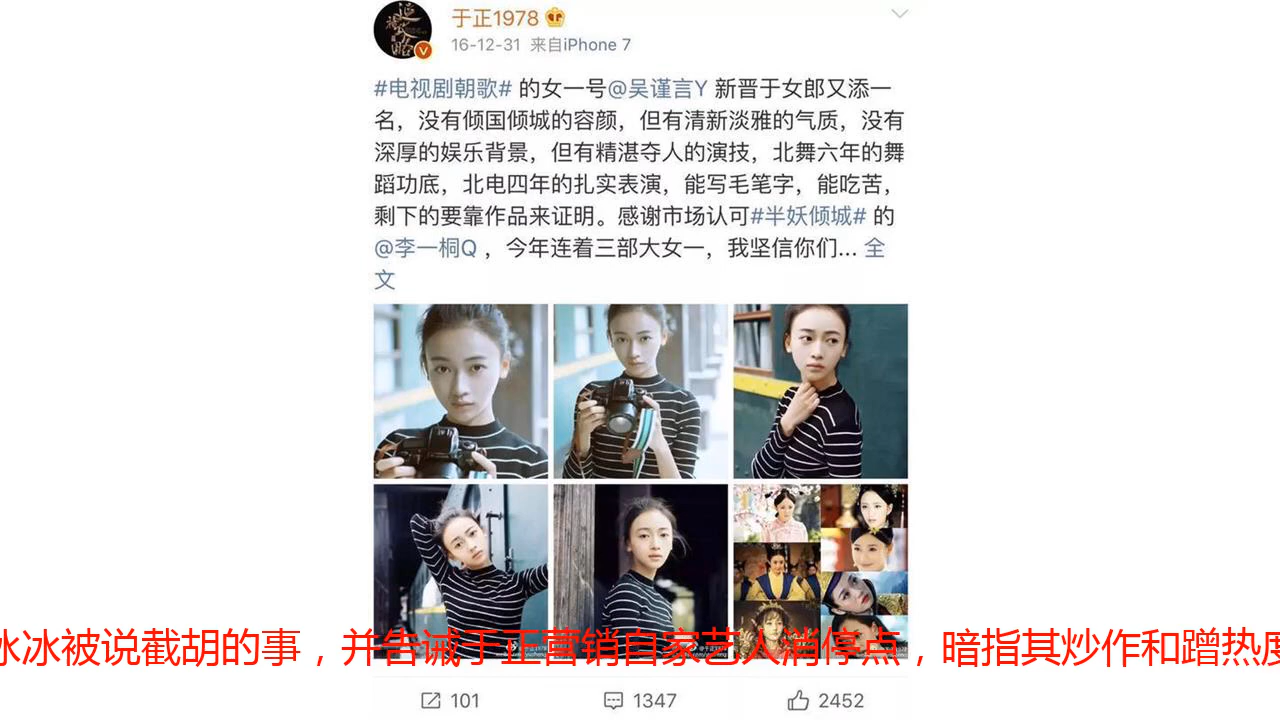 于正1978
16-12-31 来自iPhone 7
#电视剧朝歌# 的女一号@吴谨言Y 新晋于女郎又添一
名，没有倾国倾城的容颜，但有清新淡雅的气质，没有
深厚的娱乐背景，但有精湛夺人的演技，北舞六年的舞
蹈功底，北电四年的扎实表演，能写毛笔字，能吃苦，
剩下的要靠作品来证明。感谢市场认可#半妖倾城# 的
@李一桐Q ，今年连着三部大女一，我坚信你们... 全
文
冰冰被说截胡的事，并告诫于正营销自家艺人消停点，暗指其炒作和蹭热度
101
1347
2452